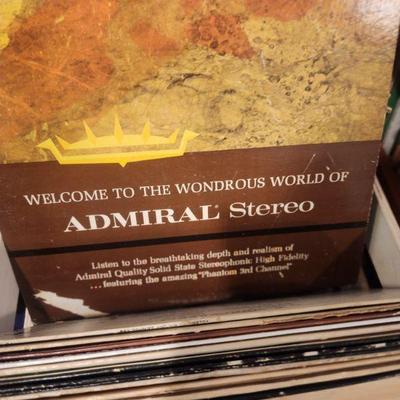 WELCOME TO THE WONDROUS WORLD OF
ADMIRAL® Stereo
Listen to the breathtaking depth and realism of
Admiral Quality Solid State Stereophonic High Fidelity
...featuring the amazing "Phantom 3rd Channel"